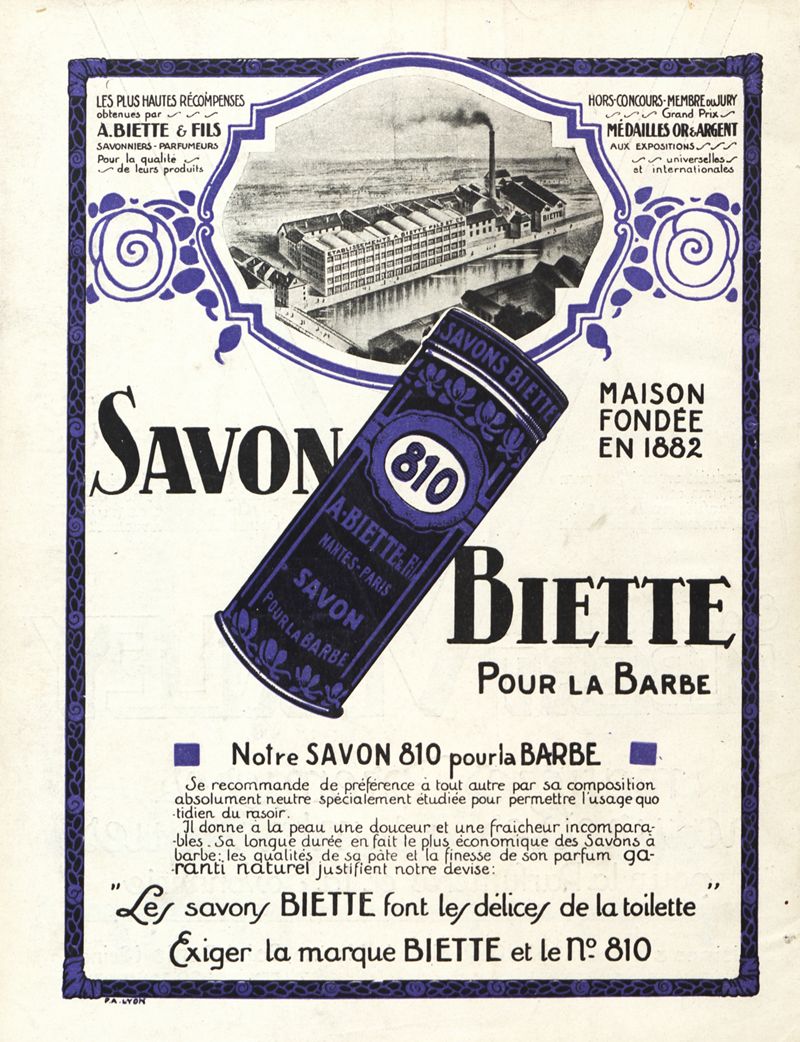 LES PLUS HAUTES RÉCOMPENSES
obtenues par
A. BIETTE & FILS
SAVONNIERS - PARFUMEURS
Pour la qualité
de leurs produits
HORS-CONCOURS - MEMBRE DU JURY
Grand Prix
MÉDAILLES OR & ARGENT
AUX EXPOSITIONS
universelles
et internationales
BIETTE
SAVONS BIETTE
810
A. BIETTE & FI
NANTES - PARIS
SAVON
POUR LA BARBE
MAISON
FONDÉE
EN 1882
SAVON
BIETTE
POUR LA BARBE
Notre SAVON 810 pour la BARBE
Se recommande de préférence à tout autre par sa composition
absolument neutre spécialement étudiée pour permettre l'usage quo
-tidien du rasoir.
Il donne à la peau une douceur et une fraîcheur incompara-
-bles. Sa longue durée en fait le plus économique des Savons à
barbe; les qualités de sa pâte et la finesse de son parfum ga-
ranti naturel justifient notre devise:
"Les savons BIETTE font les délices de la toilette"
Exiger la marque BIETTE et le No. 810
P.A. LYON